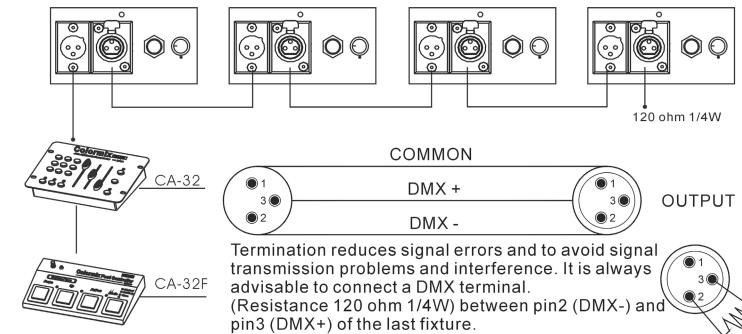 120 ohm 1/4W
Colormix
CA-32
CA-32F
COMMON
DMX +
DMX -
1
3
2
1
3
2
OUTPUT
1
3
2
Termination reduces signal errors and to avoid signal
transmission problems and interference. It is always
advisable to connect a DMX terminal.
(Resistance 120 ohm 1/4W) between pin2 (DMX-) and
pin3 (DMX+) of the last fixture.